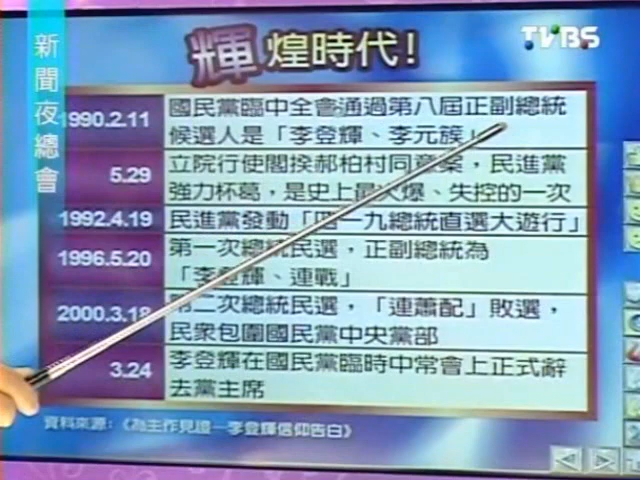 TVBS
新聞夜總會
輝煌時代!
1990.2.11
國民黨臨中全會通過第八屆正副總統
候選人是「李登輝、李元簇」
5.29
立院行使閣揆郝柏村同意案，民進黨
強力杯葛，是史上最火爆、失控的一次
1992.4.19
民進黨發動「四一九總統直選大遊行」
1996.5.20
第一次總統民選，正副總統為
「李登輝、連戰」
2000.3.18
第二次總統民選，「連蕭配」敗選，
民眾包圍國民黨中央黨部
3.24
李登輝在國民黨臨時中常會上正式辭
去黨主席
資料來源：《為主作見證—李登輝信仰告白》